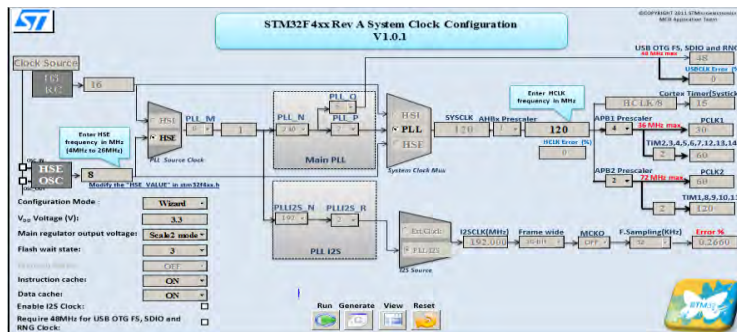 ©COPYRIGHT 2011 STMicroelectronics
MCD Application Team
ST
STM32F4xx Rev A System Clock Configuration
V1.0.1
Clock Source
16
USB OTG FS, SDIO and RNG
48 MHz max
48
USBCLK Error (%)
0
Enter HSE
frequency in MHz
(4MHz to 26MHz)
PLL_M
HSI
HSE
8
1
PLL Source Clock
PLL_N
PLL_Q
PLL_P
240
2
Main PLL
HSI
PLL
HSE
System Clock Mux
SYSCLK
120
AHBx Prescaler
1
Enter HCLK
frequency in MHz
120
HCLK Error (%)
0
Cortex Timer(Systick
HCLK/8
15
APB1 Prescaler
4
36 MHz max
PCLK1
30
TIM2,3,4,5,6,7,12,13,14
2
60
APB2 Prescaler
2
72 MHz max
PCLK2
60
TIM1,8,9,10,11
2
120
OSC_IN
HSE
OSC
8
Modify the "HSE_VALUE" in stm32f4xx.h
PLLI2S_N
PLLI2S_R
192
2
PLL I2S
Ext.Clock
PLL I2S
I2S Source
I2SCLK(MHz)
192.000
Frame wide
MCKO
OFF
F.Sampling(KHz)
Error %
0.2660
Configuration Mode :
Wizard
VDD Voltage (V):
3.3
Main regulator output voltage:
Scale2 mode
Flash wait state:
3
OFF
Instruction cache:
ON
Data cache:
ON
Enable I2S Clock:
Require 48MHz for USB OTG FS, SDIO and
RNG Clock:
Run Generate View Reset
STM32